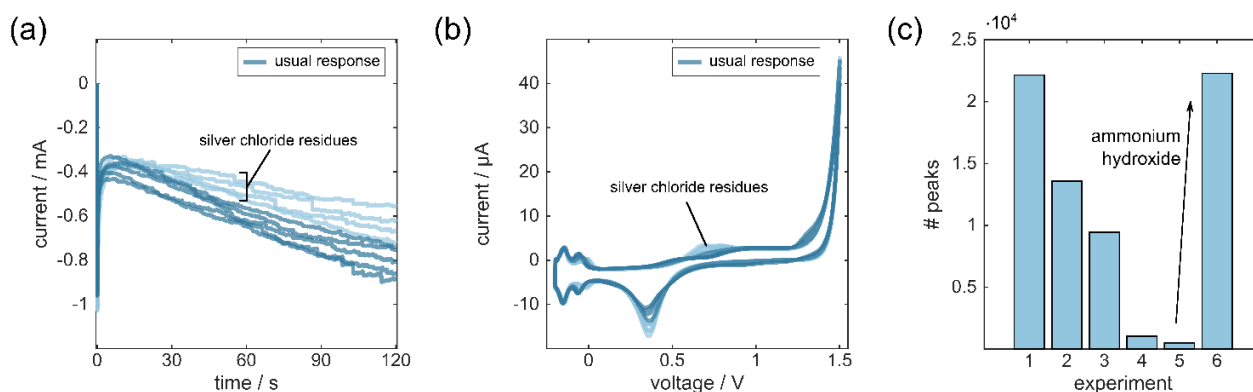 (a)
usual response
silver chloride residues
0
-0.2
-0.4
-0.6
-0.8
-1
current / mA
0
30
60
90
120
time / s
(b)
usual response
silver chloride residues
40
30
20
10
0
-10
current / µA
0
0.5
1
1.5
voltage / V
(c)
·10⁴
2.5
2
1.5
1
0.5
# peaks
ammonium
hydroxide
1
2
3
4
5
6
experiment